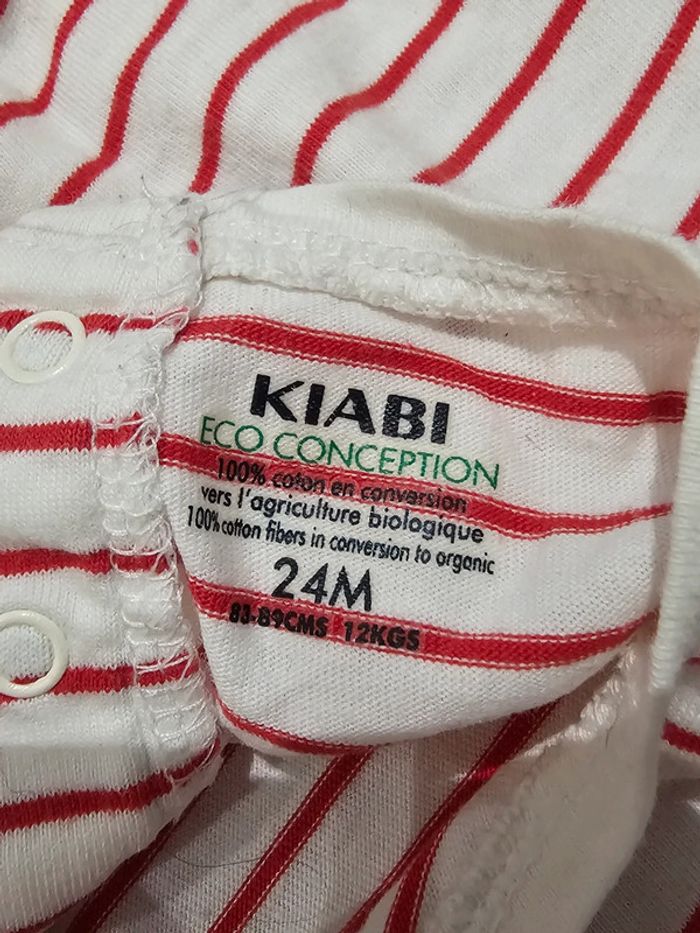 KIABI
ECO CONCEPTION
100% coton en conversion
vers l'agriculture biologique
100% cotton fibers in conversion to organic
24M
83-89CMS 12KGS